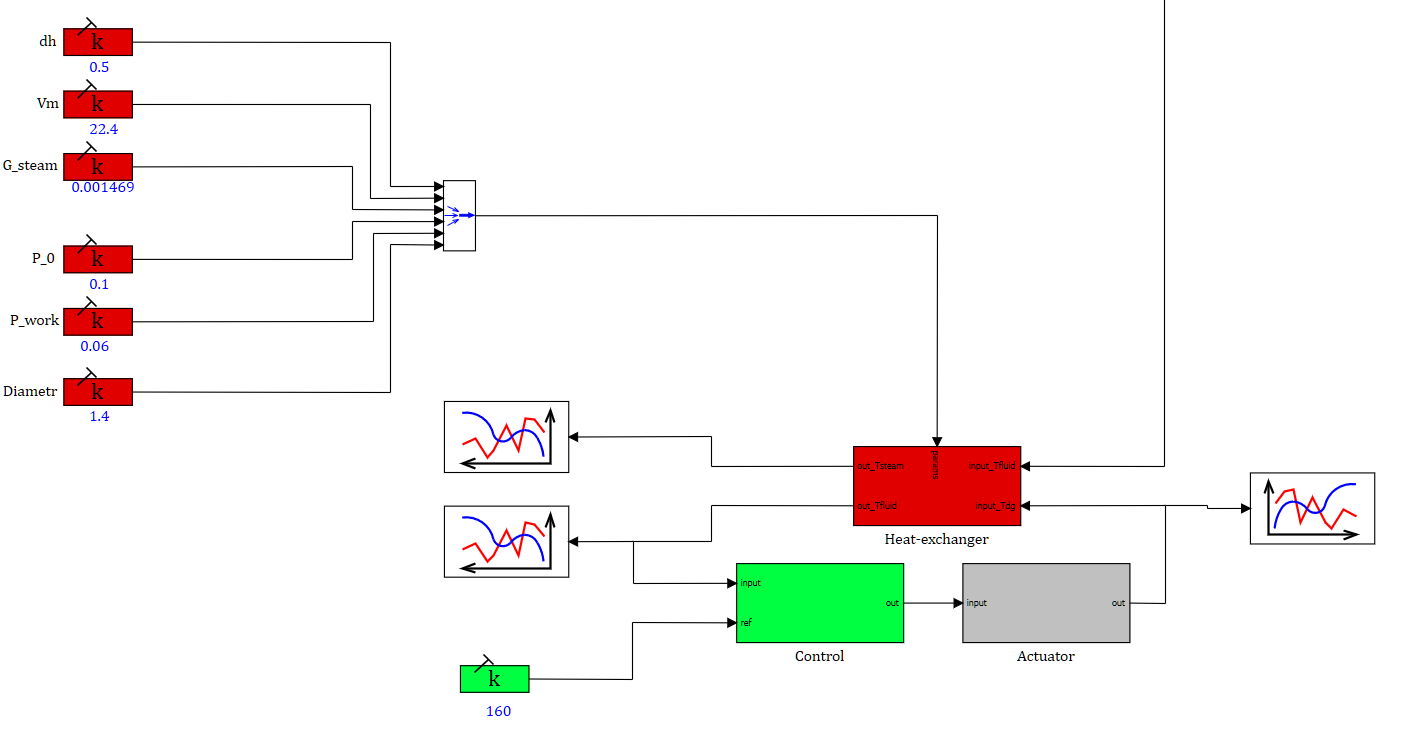 dh
k
0.5
Vm
k
22.4
G_steam
k
0.001469
P_0
k
0.1
P_work
k
0.06
Diametr
k
1.4
out_Tsteam
params
input_Tfluid
out_Tfluid
input_Tdg
Heat-exchanger
input
out
ref
Control
input
out
Actuator
k
160